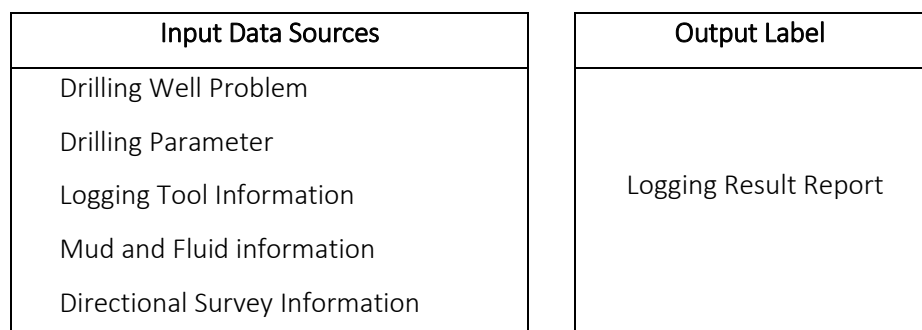 Input Data Sources
Drilling Well Problem
Drilling Parameter
Logging Tool Information
Mud and Fluid information
Directional Survey Information
Output Label
Logging Result Report